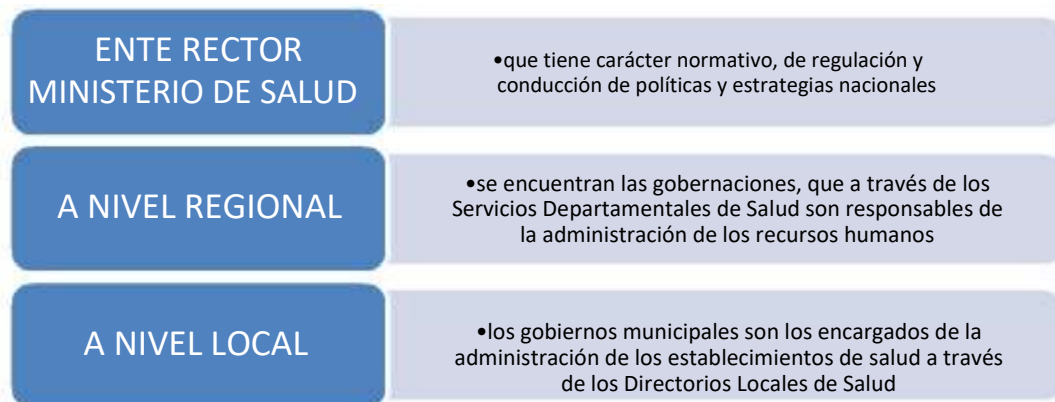 ENTE RECTOR
MINISTERIO DE SALUD
•que tiene carácter normativo, de regulación y
conducción de políticas y estrategias nacionales
A NIVEL REGIONAL
•se encuentran las gobernaciones, que a través de los
Servicios Departamentales de Salud son responsables de
la administración de los recursos humanos
A NIVEL LOCAL
•los gobiernos municipales son los encargados de la
administración de los establecimientos de salud a través
de los Directorios Locales de Salud